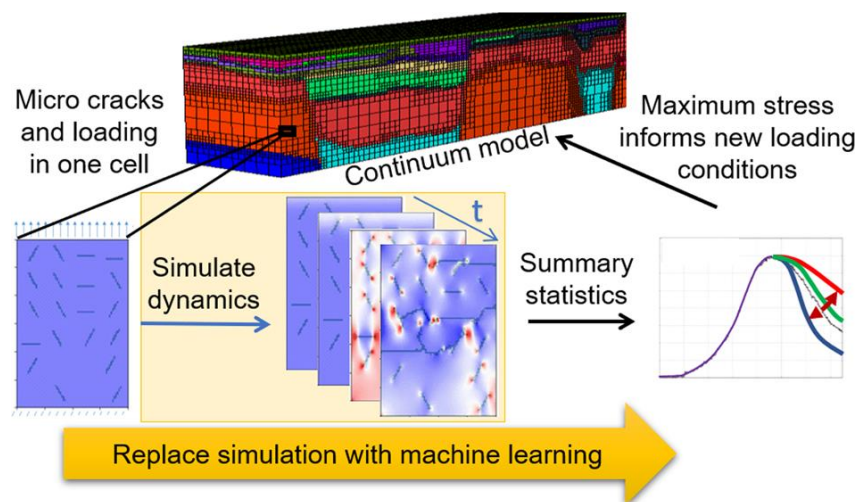 Micro cracks
and loading
in one cell
Continuum model
Maximum stress
informs new loading
conditions
Simulate
dynamics
t
Summary
statistics
Replace simulation with machine learning